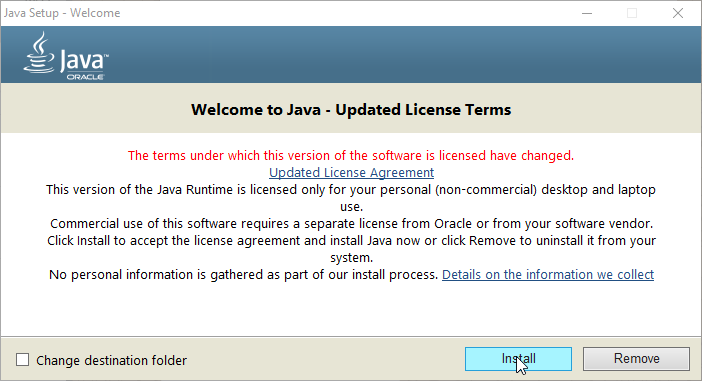 Java Setup - Welcome
Java™
ORACLE
Welcome to Java - Updated License Terms
The terms under which this version of the software is licensed have changed.
Updated License Agreement
This version of the Java Runtime is licensed only for your personal (non-commercial) desktop and laptop
use.
Commercial use of this software requires a separate license from Oracle or from your software vendor.
Click Install to accept the license agreement and install Java now or click Remove to uninstall it from your
system.
No personal information is gathered as part of our install process. Details on the information we collect
Change destination folder
Install
Remove